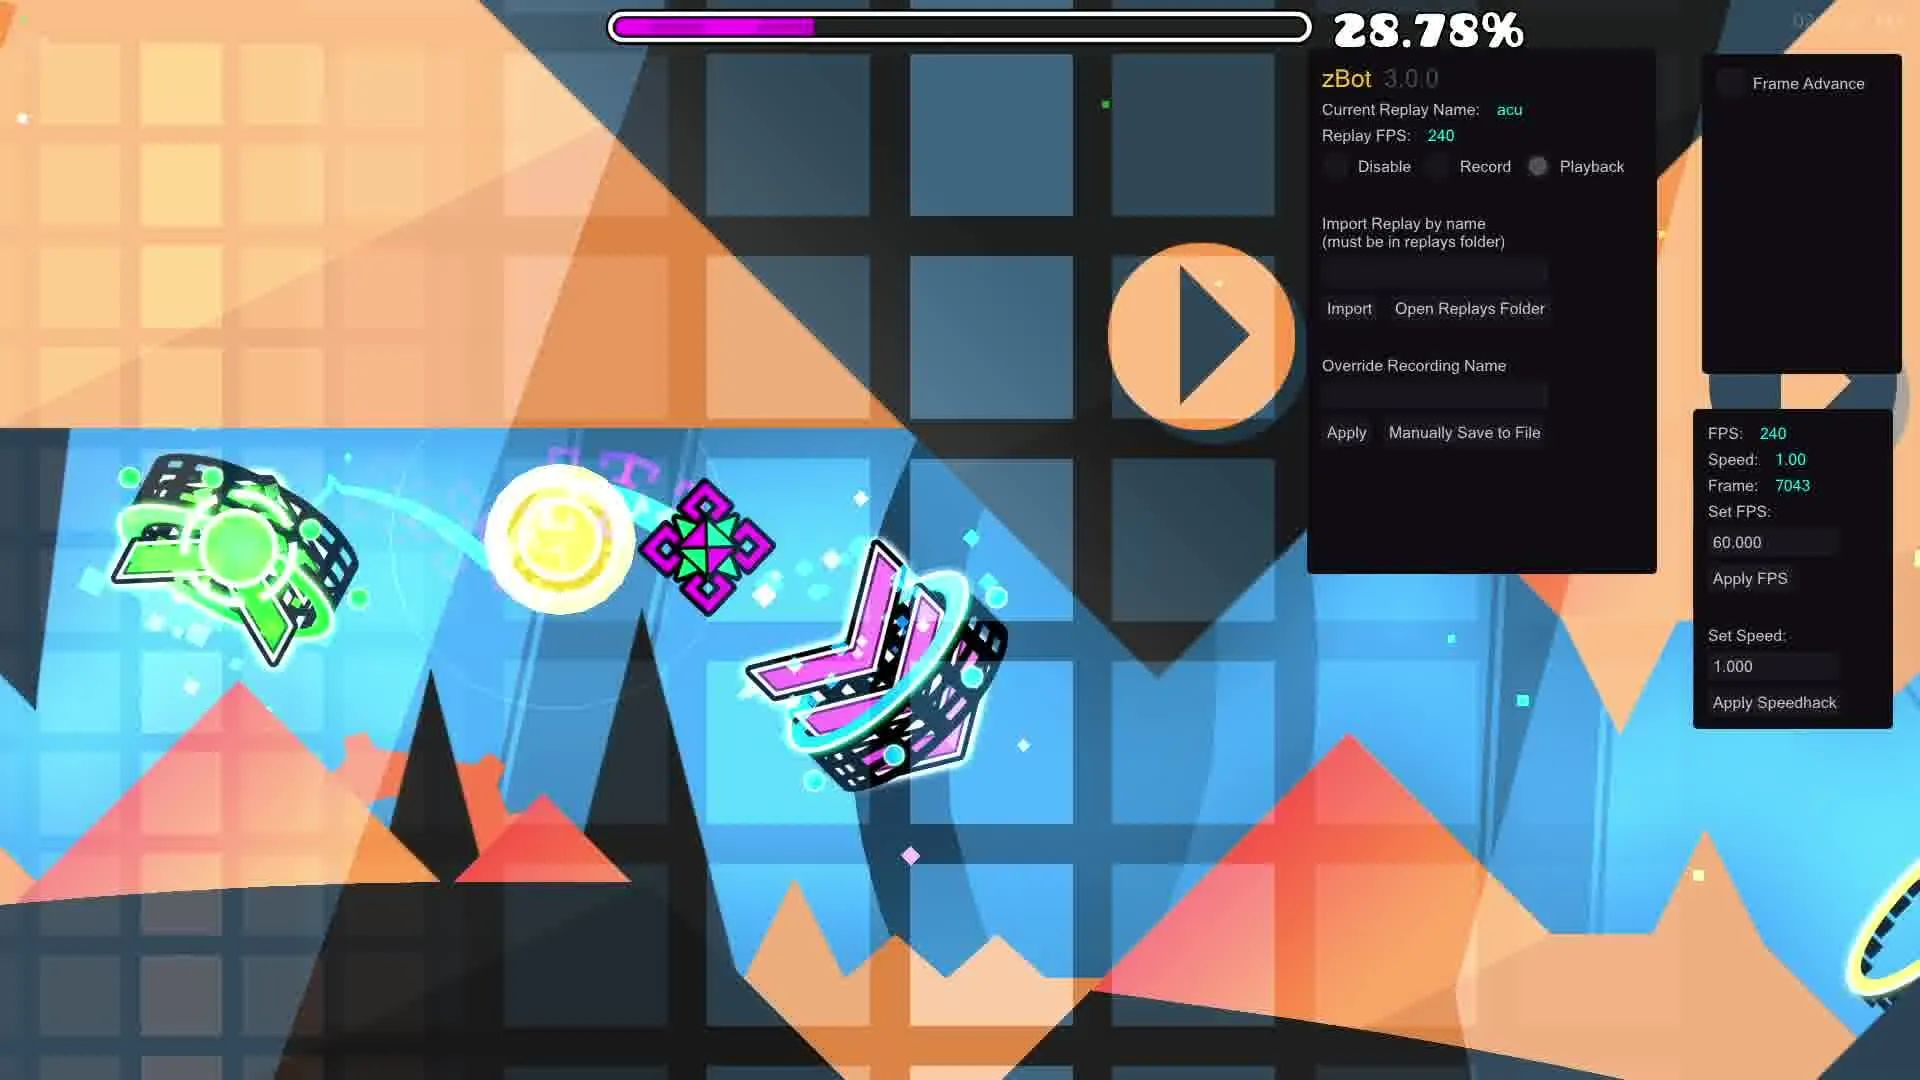 28.78%
zBot 3.0.0
Current Replay Name: acu
Replay FPS: 240
Disable Record Playback
Import Replay by name
(must be in replays folder)
Import Open Replays Folder
Override Recording Name
Apply Manually Save to File
Frame Advance
FPS: 240
Speed: 1.00
Frame: 7043
Set FPS:
60.000
Apply FPS
Set Speed:
1.000
Apply Speedhack